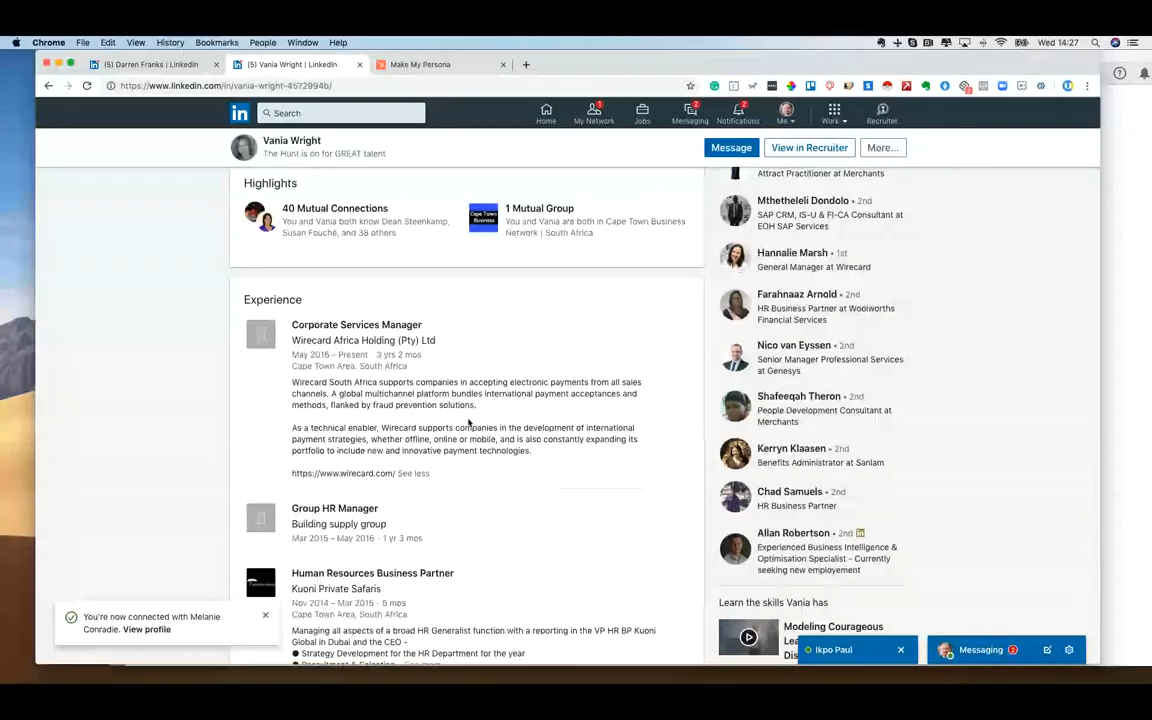 Chrome File Edit View History Bookmarks People Window Help
Wed 14:27
(5) Darren Franks | LinkedIn
(5) Vania Wright | LinkedIn
Make My Persona
https://www.linkedin.com/in/vania-wright-4572994b/
in
Search
Home
My Network
1
Jobs
Messaging
2
Notifications
2
Me
Work
Recruiter
Vania Wright
The Hunt is on for GREAT talent
Message
View in Recruiter
More...
Highlights
40 Mutual Connections
You and Vania both know Dean Steenkamp,
Susan Fouché, and 38 others
Cape Town
Business
1 Mutual Group
You and Vania are both in Cape Town Business
Network | South Africa
Experience
Corporate Services Manager
Wirecard Africa Holding (Pty) Ltd
May 2016 – Present 3 yrs 2 mos
Cape Town Area, South Africa
Wirecard South Africa supports companies in accepting electronic payments from all sales
channels. A global multichannel platform bundles international payment acceptances and
methods, flanked by fraud prevention solutions.
As a technical enabler, Wirecard supports companies in the development of international
payment strategies, whether offline, online or mobile, and is also constantly expanding its
portfolio to include new and innovative payment technologies.
https://www.wirecard.com/ See less
Group HR Manager
Building supply group
Mar 2015 – May 2016 · 1 yr 3 mos
Human Resources Business Partner
Kuoni Private Safaris
Nov 2014 – Mar 2015 · 5 mos
Cape Town Area, South Africa
Managing all aspects of a broad HR Generalist function with a reporting in the VP HR BP Kuoni
Global in Dubai and the CEO -
● Strategy Development for the HR Department for the year
● Recruitment & Selection
You're now connected with Melanie
Conradie. View profile
Attract Practitioner at Merchants
Mthetheleli Dondolo • 2nd
SAP CRM, IS-U & FI-CA Consultant at
EOH SAP Services
Hannalie Marsh • 1st
General Manager at Wirecard
Farahnaaz Arnold • 2nd
HR Business Partner at Woolworths
Financial Services
Nico van Eyssen • 2nd
Senior Manager Professional Services
at Genesys
Shafeeqah Theron • 2nd
People Development Consultant at
Merchants
Kerryn Klaasen • 2nd
Benefits Administrator at Sanlam
Chad Samuels • 2nd
HR Business Partner
Allan Robertson • 2nd in
Experienced Business Intelligence &
Optimisation Specialist - Currently
seeking new employement
Learn the skills Vania has
Modeling Courageous
Ikpo Paul
Messaging 2